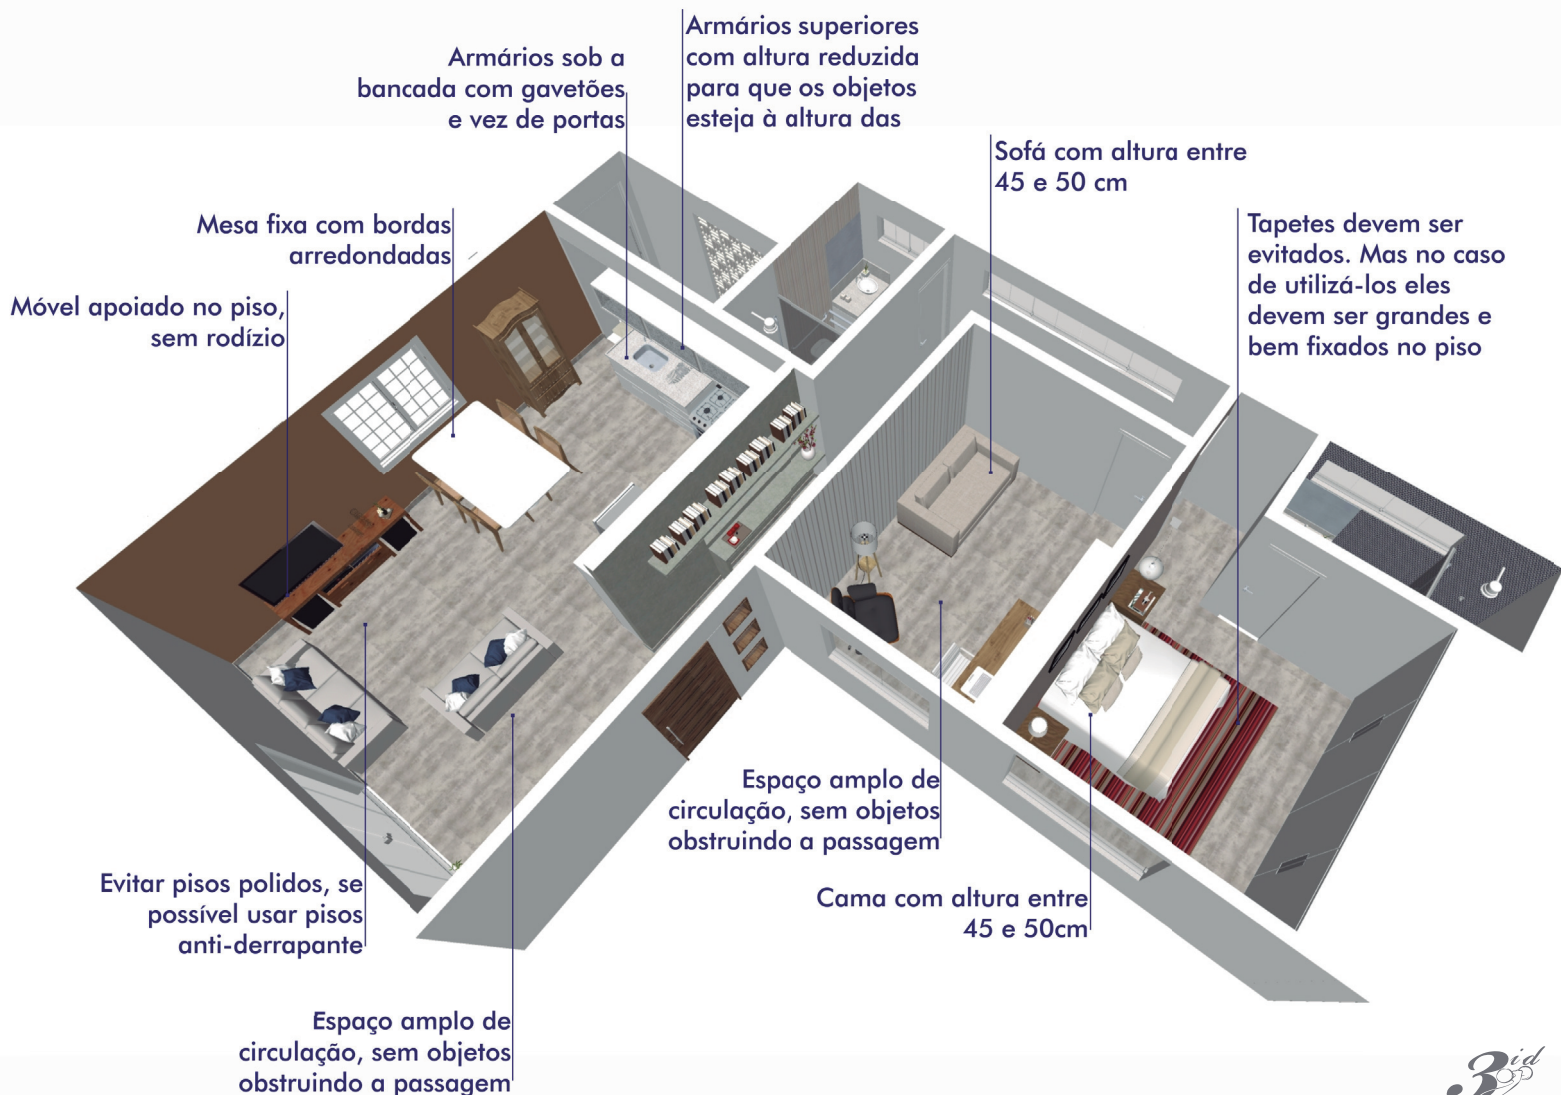 Armários superiores
com altura reduzida
para que os objetos
esteja à altura das
Armários sob a
bancada com gavetões
e vez de portas
Sofá com altura entre
45 e 50 cm
Mesa fixa com bordas
arredondadas
Tapetes devem ser
evitados. Mas no caso
de utilizá-los eles
devem ser grandes e
bem fixados no piso
Móvel apoiado no piso,
sem rodízio
Espaço amplo de
circulação, sem objetos
obstruindo a passagem
Evitar pisos polidos, se
possível usar pisos
anti-derrapante
Cama com altura entre
45 e 50cm
Espaço amplo de
circulação, sem objetos
obstruindo a passagem
3id